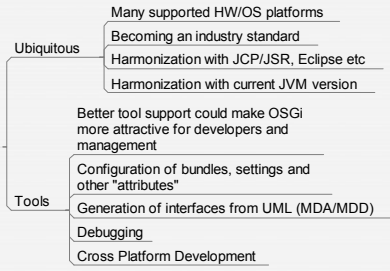 Many supported HW/OS platforms
Becoming an industry standard
Ubiquitous
Harmonization with JCP/JSR, Eclipse etc
Harmonization with current JVM version
Better tool support could make OSGi
more attractive for developers and
management
Configuration of bundles, settings and
other "attributes"
Tools
Generation of interfaces from UML (MDA/MDD)
Debugging
Cross Platform Development